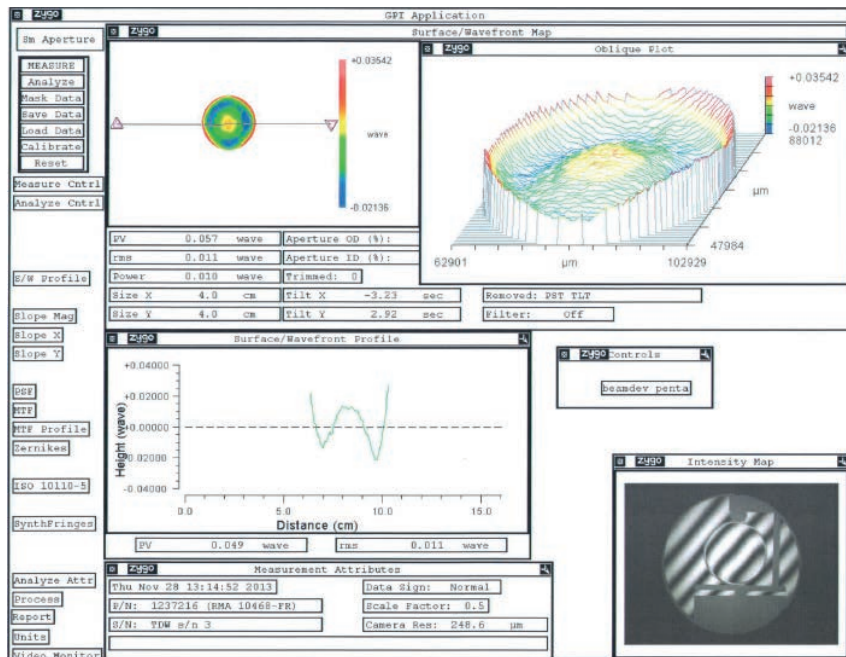 zygo GPI Application
Sm Aperture
MEASURE
Analyze
Mask Data
Save Data
Load Data
Calibrate
Reset
Measure Cntrl
Analyze Cntrl
S/W Profile
Slope Mag
Slope X
Slope Y
PSF
MTF
MTF Profile
Zernikes
ISO 10110-5
SynthFringes
Analyze Attr
Process
Report
Units
Video Monitor
zygo Surface/Wavefront Map
+0.03542
wave
-0.02136
PV 0.057 wave Aperture OD (%):
rms 0.011 wave Aperture ID (%):
Power 0.010 wave Trimmed: 0
Size X 4.0 cm Tilt X -3.23 sec Removed: PST TLT
Size Y 4.0 cm Tilt Y 2.92 sec Filter: Off
zygo Oblique Plot
+0.03542
wave
-0.02136
88012
µm
47984
62901 µm 102929
zygo Surface/Wavefront Profile
+0.04000
+0.02000
+0.00000
-0.02000
-0.04000
Height (wave)
0.0 5.0 10.0 15.0
Distance (cm)
PV 0.049 wave rms 0.011 wave
zygo Controls
beamdev penta
zygo Intensity Map
zygo Measurement Attributes
Thu Nov 28 13:14:52 2013 Data Sign: Normal
P/N: 1237216 (RMA 10468-FR) Scale Factor: 0.5
S/N: TDW s/n 3 Camera Res: 248.6 µm